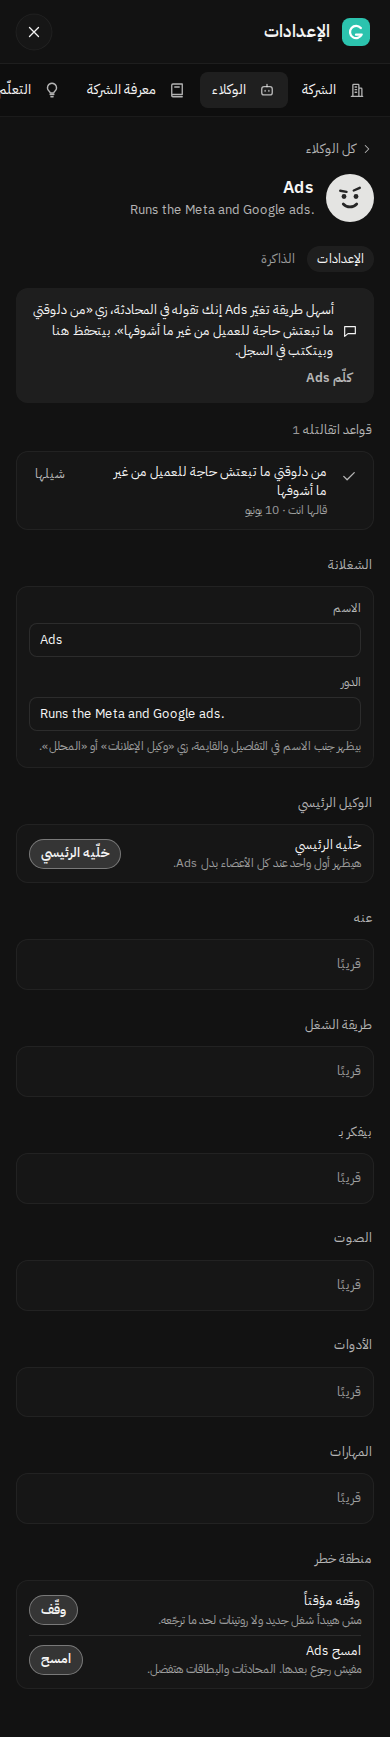 الإعدادات
الشركة
الوكلاء
معرفة الشركة
كل الوكلاء
Ads
Runs the Meta and Google ads.
الإعدادات
الذاكرة
أسهل طريقة تغيّر Ads إنك تقوله في المحادثة، زي «من دلوقتي
ما تبعتش حاجة للعميل من غير ما أشوفها». بيتحفظ هنا
وبيتكتب في السجل.
كلّم Ads
قواعد اتقالتله 1
من دلوقتي ما تبعتش حاجة للعميل من غير
ما أشوفها
قالها انت · 10 يونيو
شيلها
الشغلانة
الاسم
Ads
الدور
Runs the Meta and Google ads.
بيظهر جنب الاسم في التفاصيل والقايمة، زي «وكيل الإعلانات» أو «المحلل».
الوكيل الرئيسي
خلّيه الرئيسي
هيظهر أول واحد عند كل الأعضاء بدل Ads.
خلّيه الرئيسي
عنه
قريبًا
طريقة الشغل
قريبًا
بيفكر بـ
قريبًا
الصوت
قريبًا
الأدوات
قريبًا
المهارات
قريبًا
منطقة خطر
وقّفه مؤقتاً
مش هيبدأ شغل جديد ولا روتينات لحد ما ترجّعه.
وقّف
امسح Ads
مفيش رجوع بعدها. المحادثات والبطاقات هتفضل.
امسح